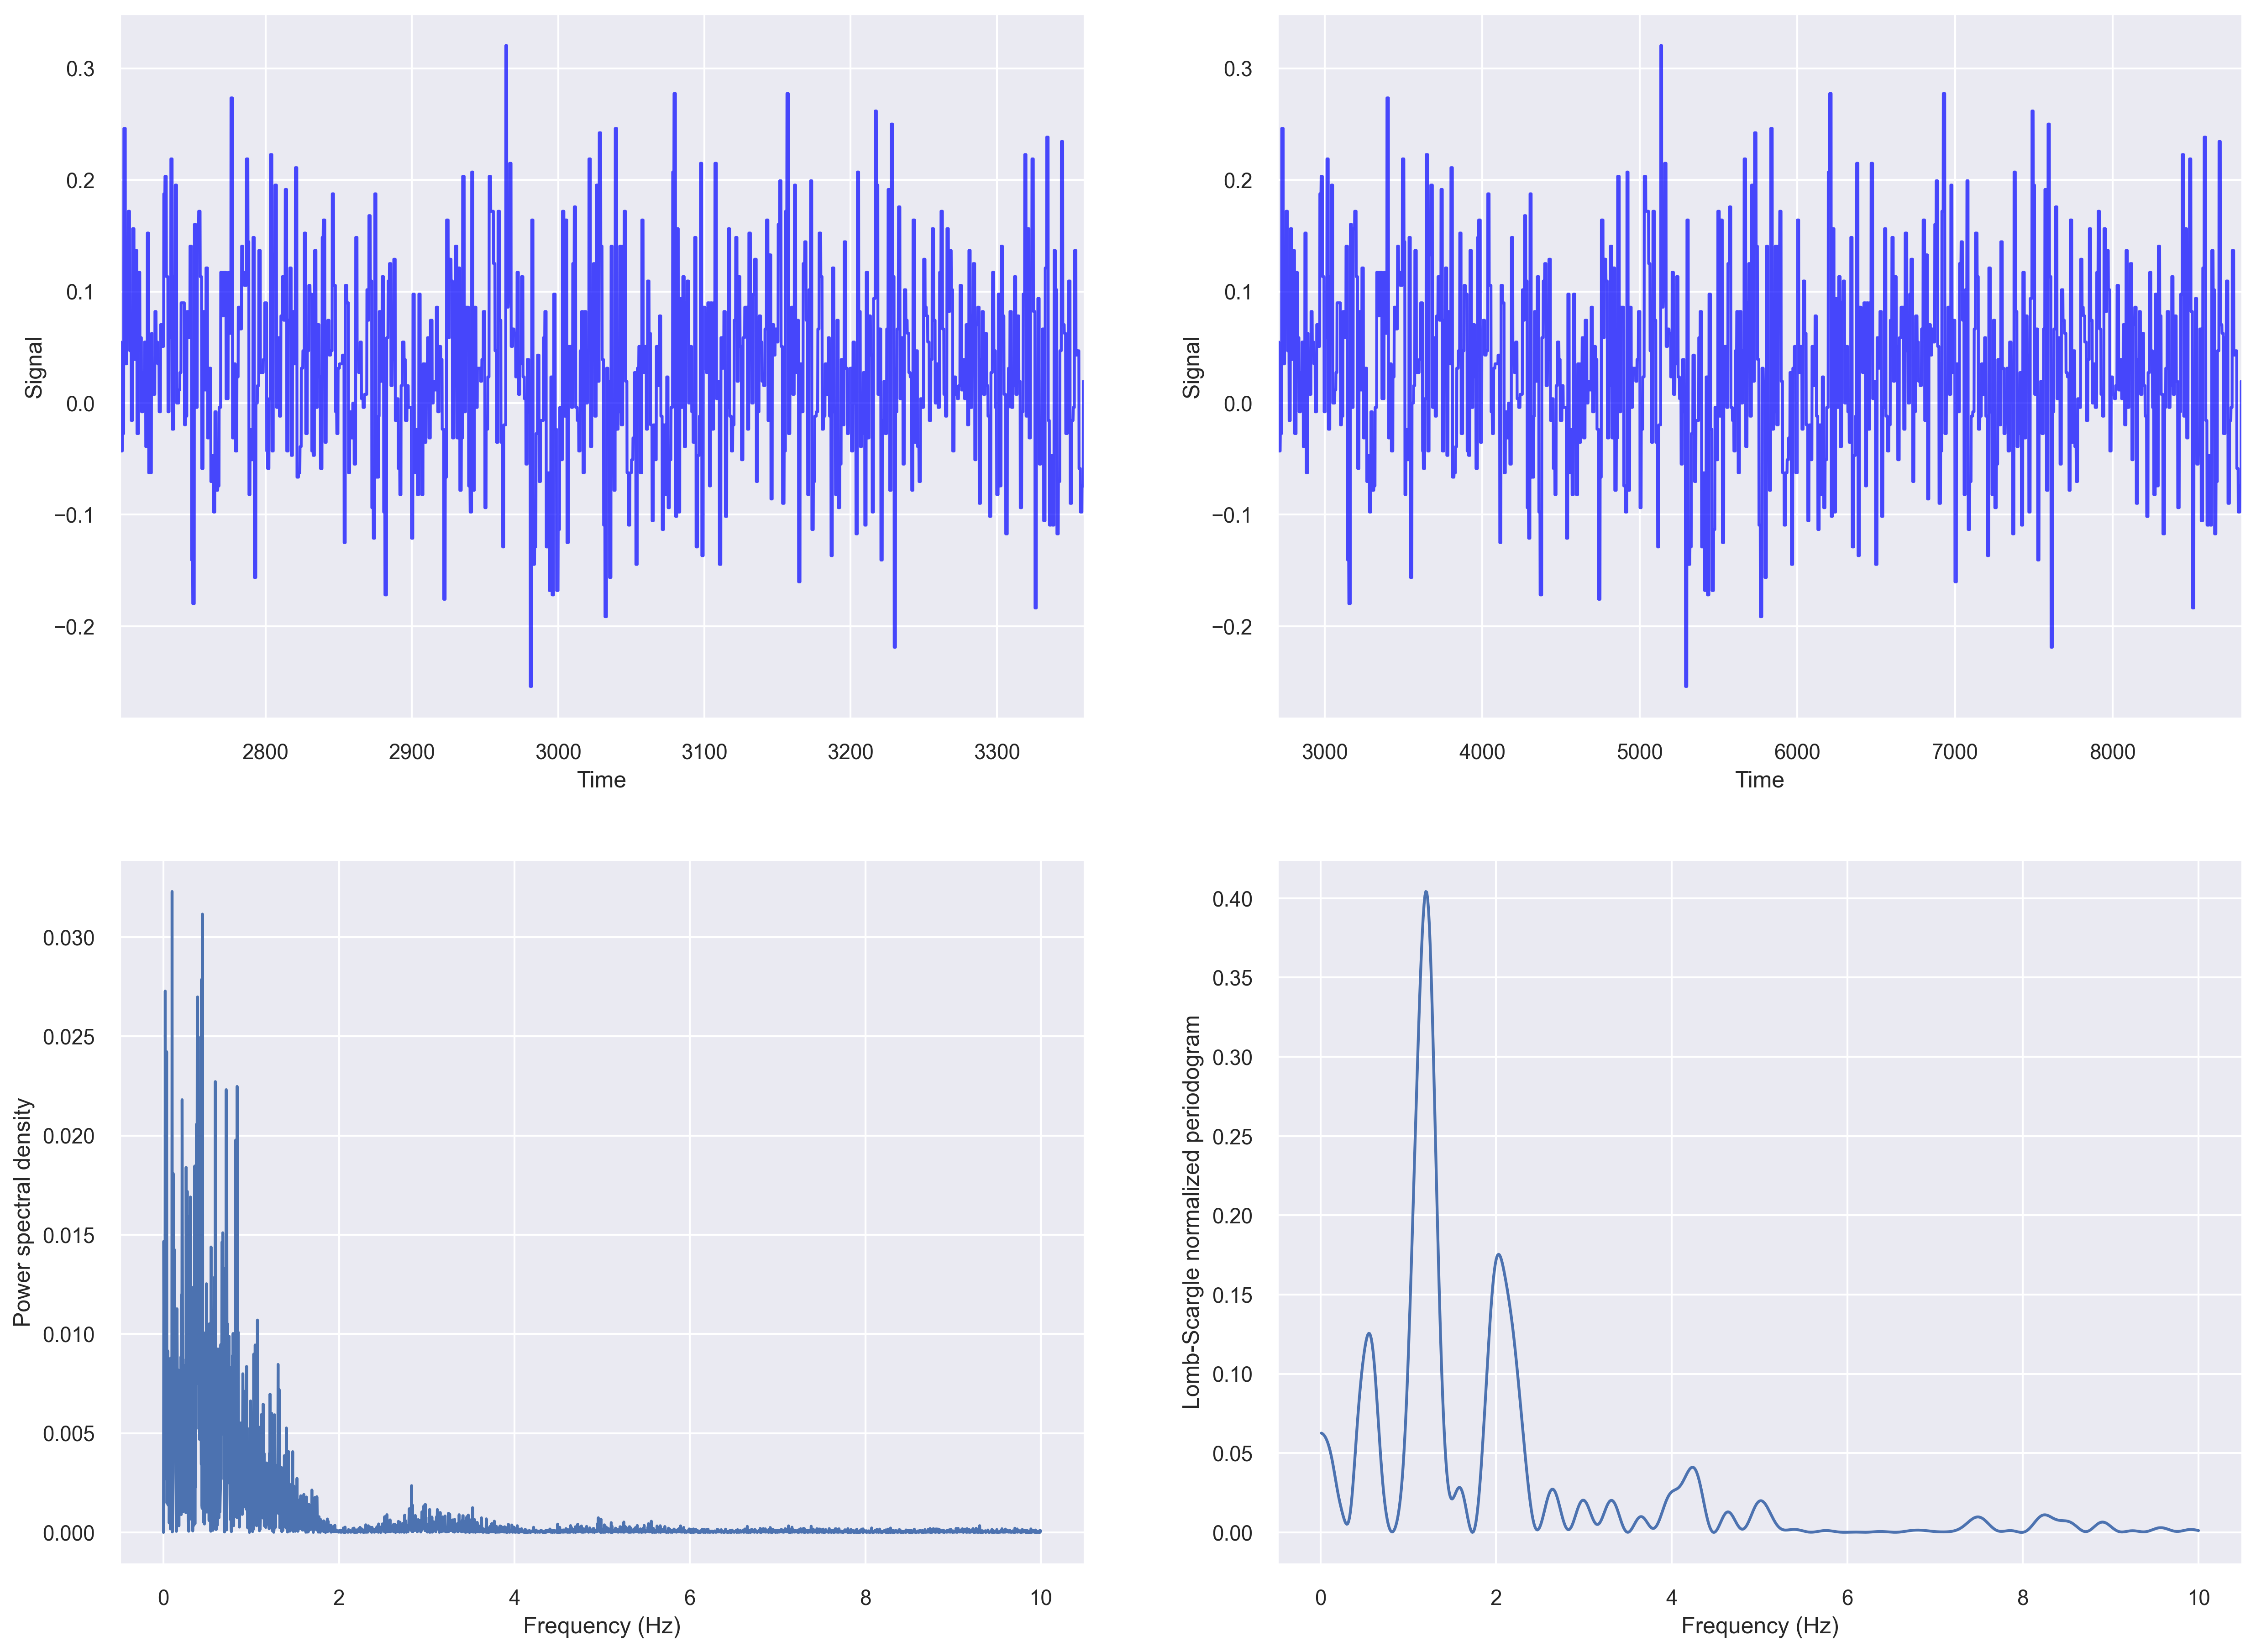 0.3
0.2
0.1
0.0
−0.1
−0.2
Signal
2800 2900 3000 3100 3200 3300
Time
0.3
0.2
0.1
0.0
−0.1
−0.2
Signal
3000 4000 5000 6000 7000 8000
Time
0.030
0.025
0.020
0.015
0.010
0.005
0.000
Power spectral density
0 2 4 6 8 10
Frequency (Hz)
0.40
0.35
0.30
0.25
0.20
0.15
0.10
0.05
0.00
Lomb-Scargle normalized periodogram
0 2 4 6 8 10
Frequency (Hz)